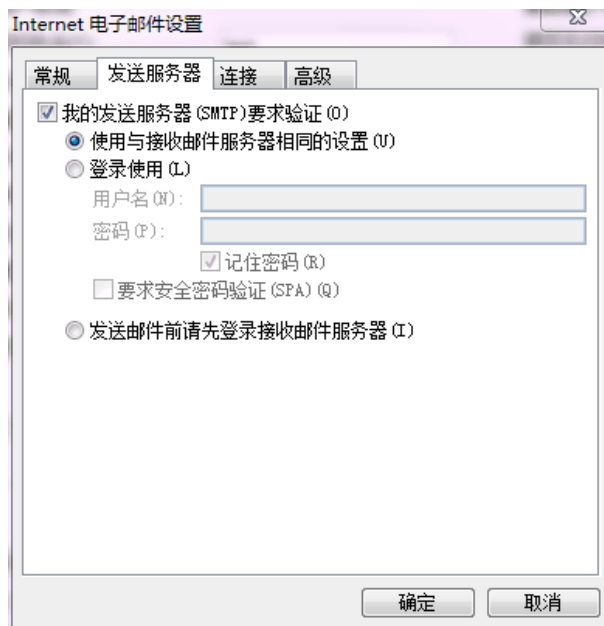 Internet 电子邮件设置
常规 发送服务器 连接 高级
我的发送服务器(SMTP)要求验证(O)
使用与接收邮件服务器相同的设置(U)
登录使用(L)
用户名(N):
密码(P):
记住密码(R)
要求安全密码验证(SPA)(Q)
发送邮件前请先登录接收邮件服务器(I)
确定 取消